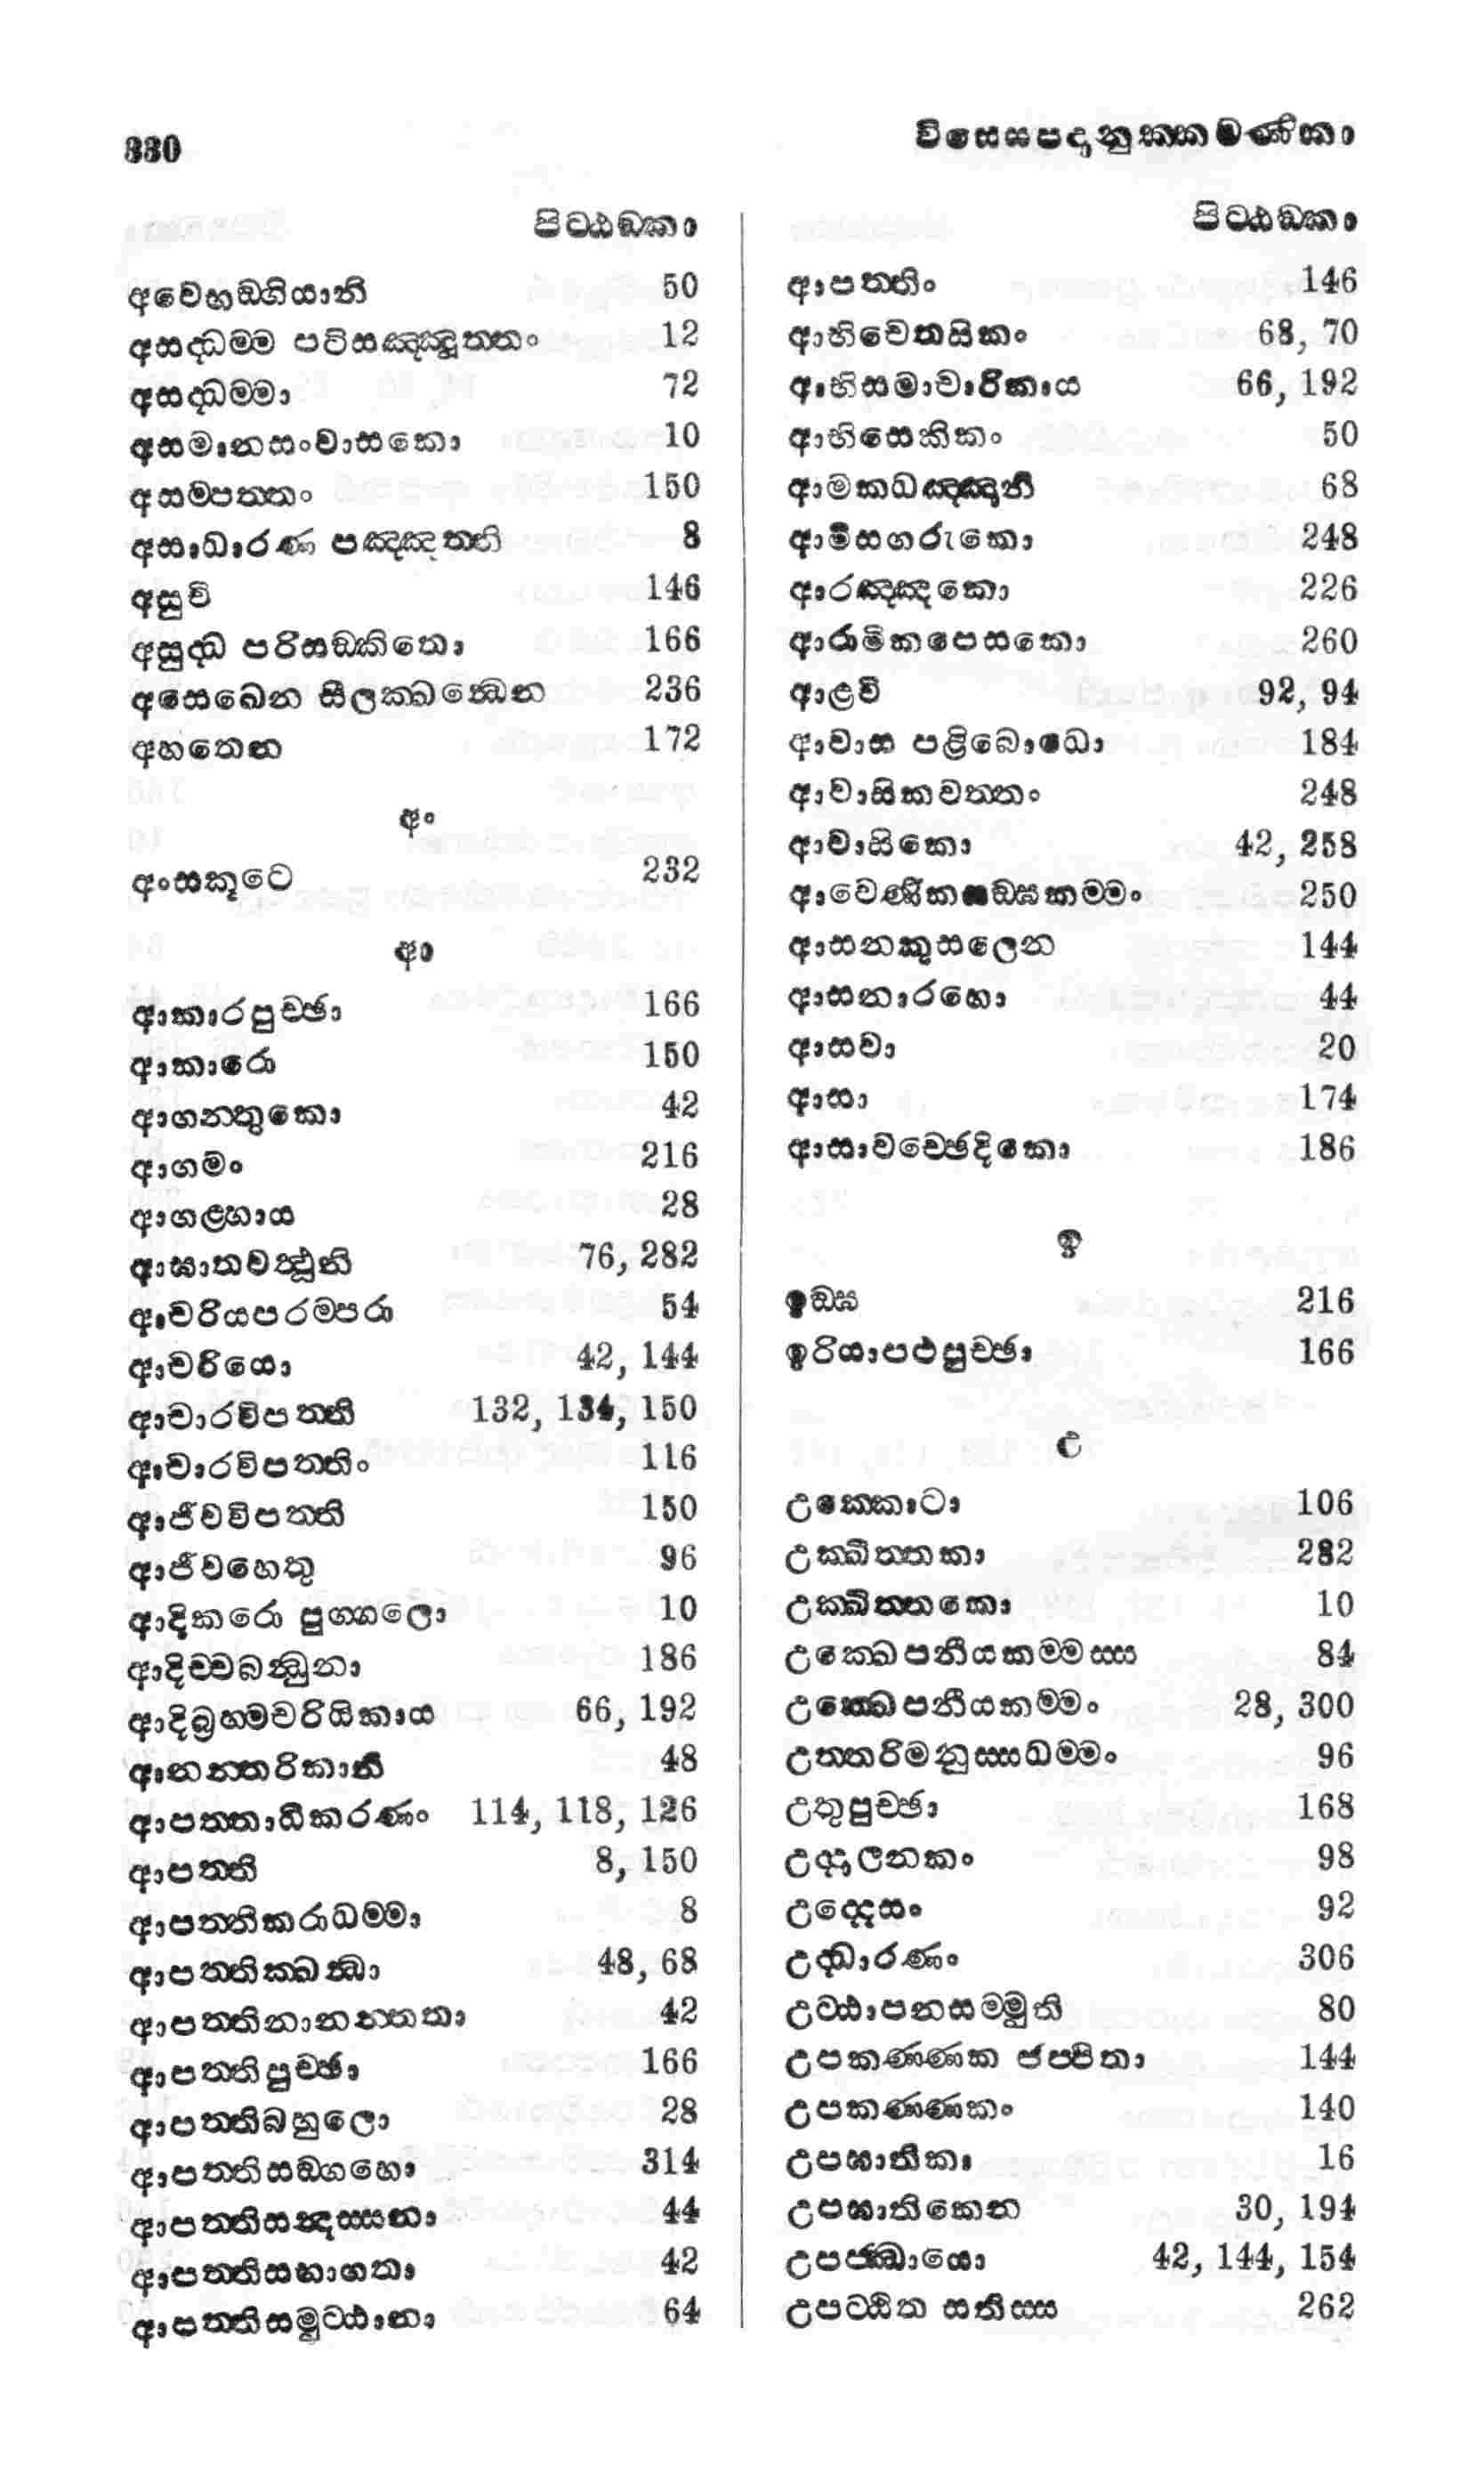 330
විසෙසපදානුක්කමණිකා
පිට්ඨඞ්කා
අවෙභඞ්ගියානි 50
අසද්ධම්ම පටිසඤ්ඤුත්තං 12
අසද්ධම්මා 72
අසමානසංවාසකො 10
අසම්පත්තං 150
අසාධාරණ පඤ්ඤත්ති 8
අසුචි 146
අසුද්ධ පරිසඞ්කිතො 166
අසෙඛෙන සීලක්ඛන්ධෙන 236
අහතෙන 172
අං
අංසකූටෙ 232
ආ
ආකාරපුච්ඡා 166
ආකාරො 150
ආගන්තුකො 42
ආගමං 216
ආගළ්හාය 28
ආඝාතවත්ථූනි 76, 282
ආචරියපරම්පරා 54
ආචරියො 42, 144
ආචාරවිපත්ති 132, 134, 150
ආචාරවිපත්තිං 116
ආජීවවිපත්ති 150
ආජීවහෙතු 96
ආදිකරො පුග්ගලො 10
ආදිච්චබන්ධුනා 186
ආදිබ්‍රහ්මචරියිකාය 66, 192
ආනන්තරිකානි 48
ආපත්තාධිකරණං 114, 118, 126
ආපත්ති 8, 150
ආපත්තිකරාධම්මා 8
ආපත්තික්ඛන්ධා 48, 68
ආපත්තිනානත්තතා 42
ආපත්තිපුච්ඡා 166
ආපත්තිබහුලො 28
ආපත්තිසඞ්ගහො 314
ආපත්තිසඤ්ඤස්සනා 44
ආපත්තිසභාගතා 42
ආපත්තිසමුට්ඨානා 64
පිට්ඨඞ්කා
ආපත්තිං 146
ආභිචෙතසිකං 68, 70
ආභිසමාචාරිකාය 66, 192
ආභිසෙකිකං 50
ආමකධඤ්ඤානි 68
ආමිසගරුකො 248
ආරඤ්ඤකො 226
ආරාමිකපෙසකො 260
ආළවි 92, 94
ආවාස පළිබොධො 184
ආවාසිකවත්තං 248
ආවාසිකො 42, 258
ආවෙණිකසඞ්ඝකම්මං 250
ආසනකුසලෙන 144
ආසනාරහො 44
ආසවා 20
ආසා 174
ආසාවච්ඡෙදිකො 186
ඉ
ඉඞ්ඝ 216
ඉරියාපථපුච්ඡා 166
උ
උක්කොටා 106
උක්ඛිත්තකා 282
උක්ඛිත්තකො 10
උක්ඛෙපනීයකම්මස්ස 84
උක්ඛෙපනීයකම්මං 28, 300
උත්තරිමනුස්සධම්මං 96
උතුපුච්ඡා 168
උද්දාලනකං 98
උද්දෙසං 92
උද්ධාරණං 306
උට්ඨාපනසම්මුති 80
උපකණ්ණක ජප්පිතා 144
උපකණ්ණකං 140
උපඝාතිකා 16
උපඝාතිකෙන 30, 194
උපජ්ඣායො 42, 144, 154
උපට්ඨිත සතිස්ස 262